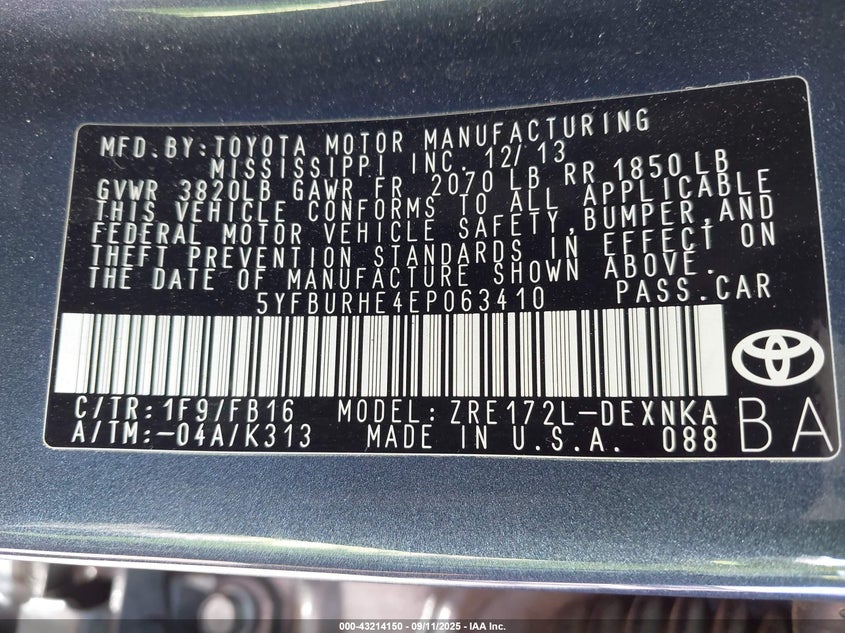 MFD.BY:TOYOTA MOTOR MANUFACTURING
MISSISSIPPI INC. 12/13
GVWR 3820LB GAWR FR 2070 LB RR 1850LB
THIS VEHICLE CONFORMS TO ALL APPLICABLE
FEDERAL MOTOR VEHICLE SAFETY,BUMPER,AND
THEFT PREVENTION STANDARDS IN EFFECT ON
THE DATE OF MANUFACTURE SHOWN ABOVE.
5YFBURHE4EP063410 PASS.CAR
C/TR:1F9/FB16 MODEL: ZRE172L-DEXNKA
A/TM:-04A/K313 MADE IN U.S.A. 088
BA
000-43214150 - 09/11/2025 - IAA Inc.